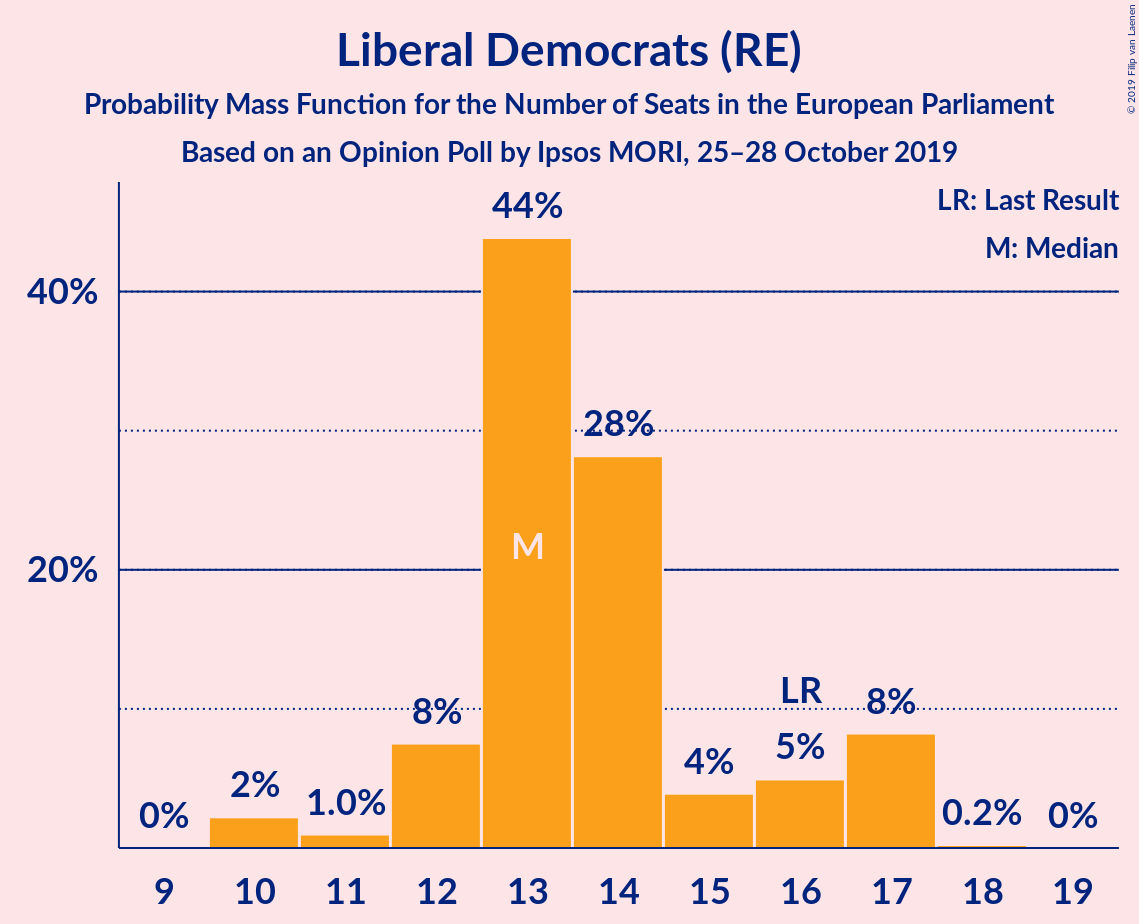 Liberal Democrats (RE)
Probability Mass Function for the Number of Seats in the European Parliament
Based on an Opinion Poll by Ipsos MORI, 25–28 October 2019
© 2019 Filip van Laenen
LR: Last Result
M: Median
40%
20%
0%
2%
1.0%
8%
44%
M
28%
4%
LR
5%
8%
0.2%
0%
9 10 11 12 13 14 15 16 17 18 19